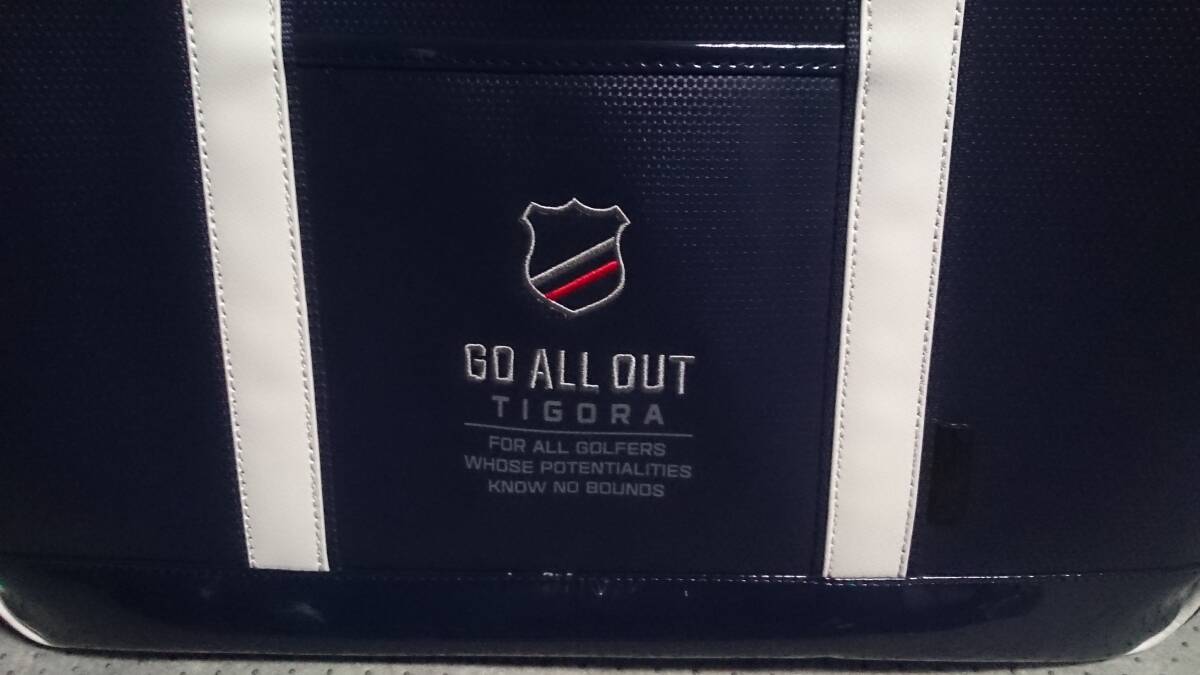 GO ALL OUT
TIGORA
FOR ALL GOLFERS
WHOSE POTENTIALITIES
KNOW NO BOUNDS